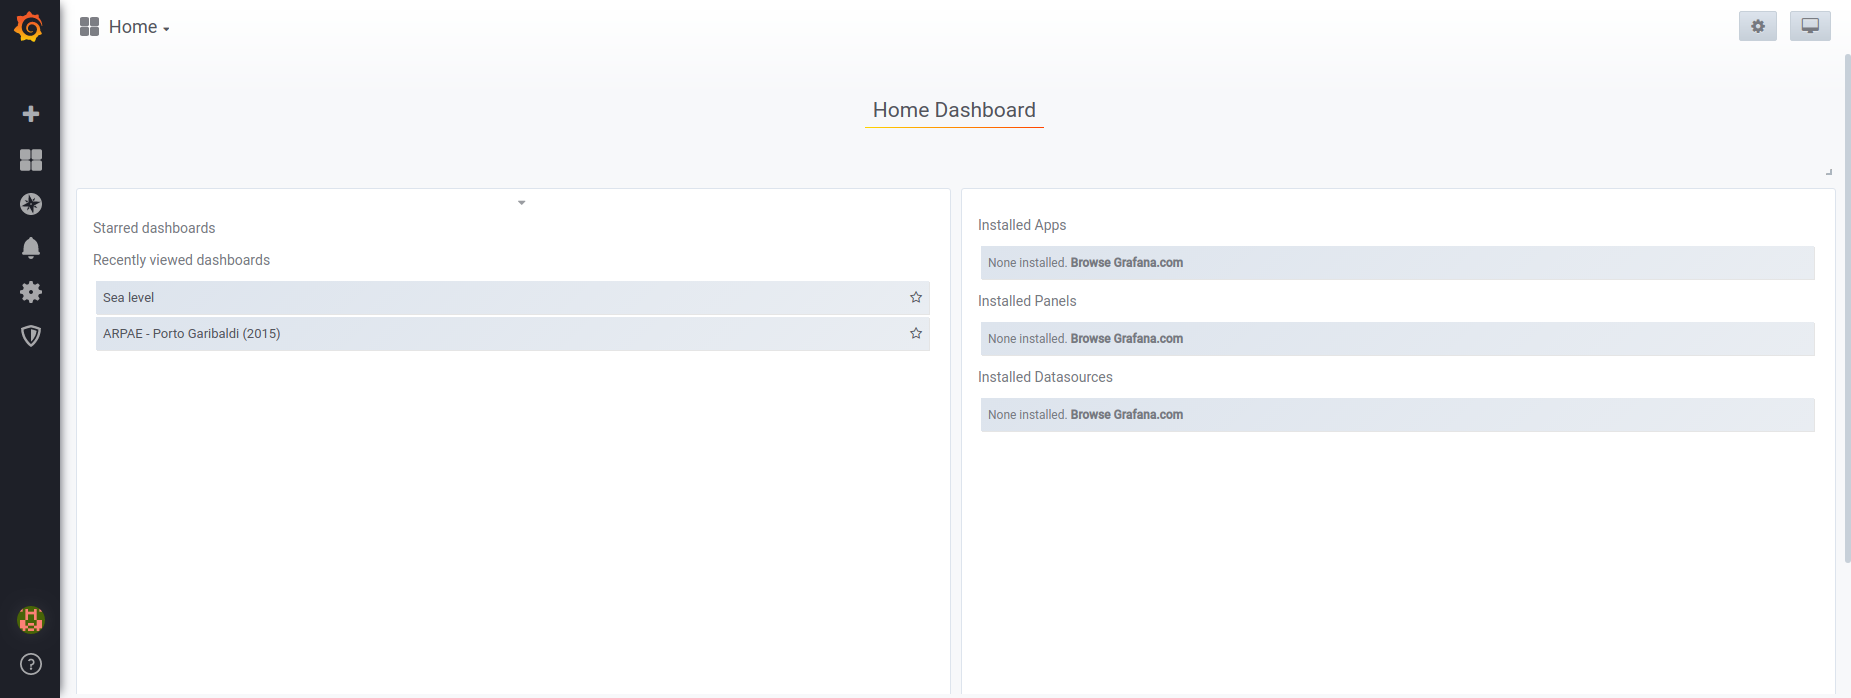 Home
Home Dashboard
Starred dashboards
Recently viewed dashboards
Sea level
ARPAE - Porto Garibaldi (2015)
Installed Apps
None installed. Browse Grafana.com
Installed Panels
None installed. Browse Grafana.com
Installed Datasources
None installed. Browse Grafana.com
?